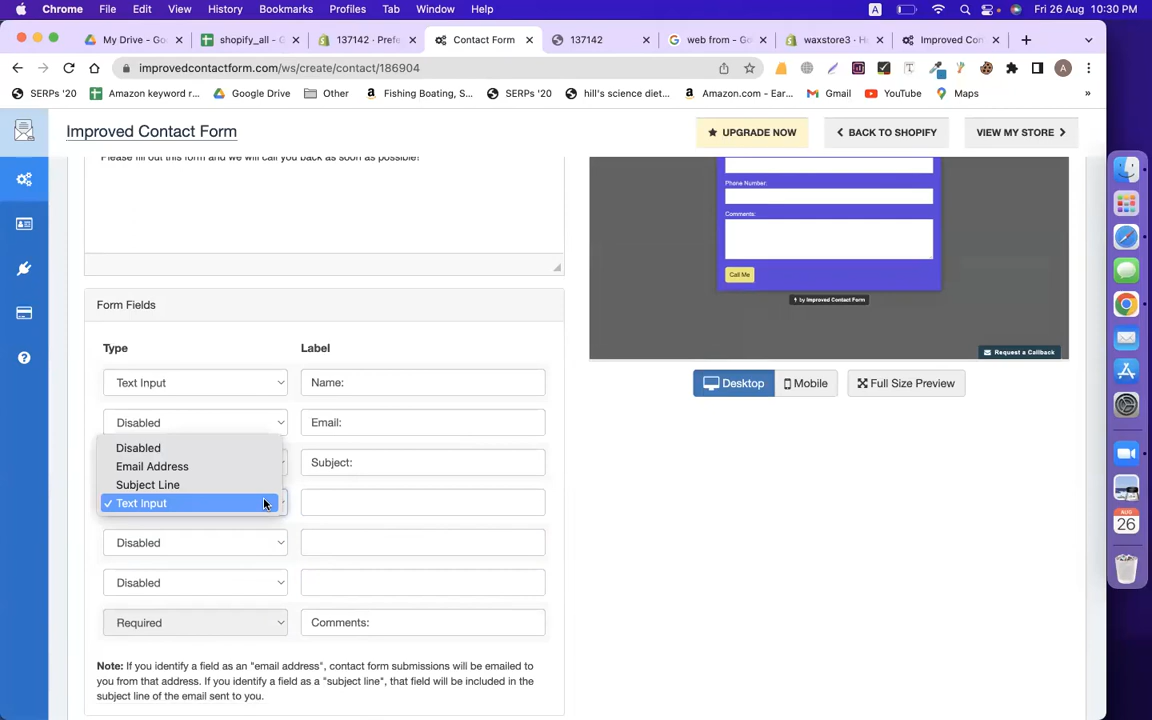 Chrome File Edit View History Bookmarks Profiles Tab Window Help A Fri 26 Aug 10:30 PM
My Drive - Go
shopify_all - G
137142 · Prefe
Contact Form
137142
web from - Go
waxstore3 · H
Improved Con
improvedcontactform.com/ws/create/contact/186904
A
SERPs '20 Amazon keyword r... Google Drive Other Fishing Boating, S... SERPs '20 hill's science diet... Amazon.com - Ear... Gmail YouTube Maps »
Improved Contact Form
UPGRADE NOW
BACK TO SHOPIFY
VIEW MY STORE
Please fill out this form and we will call you back as soon as possible!
Phone Number:
Comments:
Call Me
by Improved Contact Form
Request a Callback
Desktop
Mobile
Full Size Preview
Form Fields
Type Label
Text Input Name:
Disabled Email:
Disabled
Email Address
Subject:
Subject Line
✓ Text Input
Disabled
Disabled
Required Comments:
Note: If you identify a field as an "email address", contact form submissions will be emailed to
you from that address. If you identify a field as a "subject line", that field will be included in the
subject line of the email sent to you.
AUG
26